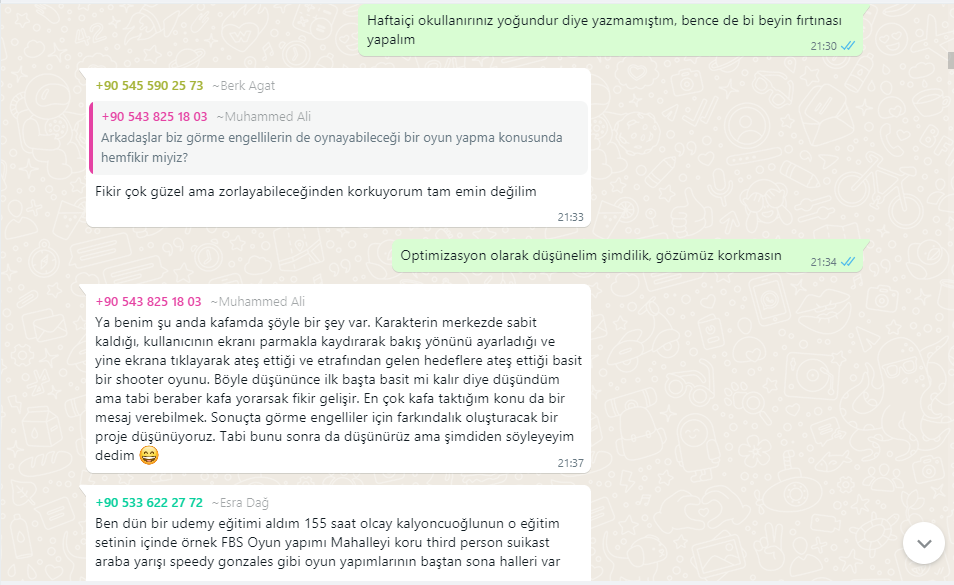 Haftaiçi okullanırınız yoğundur diye yazmamıştım, bence de bi beyin fırtınası
yapalım
21:30
+90 545 590 25 73 ~Berk Agat
+90 543 825 18 03 ~Muhammed Ali
Arkadaşlar biz görme engellilerin de oynayabileceği bir oyun yapma konusunda
hemfikir miyiz?
Fikir çok güzel ama zorlayabileceğinden korkuyorum tam emin değilim
21:33
Optimizasyon olarak düşünelim şimdilik, gözümüz korkmasın
21:34
+90 543 825 18 03 ~Muhammed Ali
Ya benim şu anda kafamda şöyle bir şey var. Karakterin merkezde sabit
kaldığı, kullanıcının ekranı parmakla kaydırarak bakış yönünü ayarladığı ve
yine ekrana tıklayarak ateş ettiği ve etrafından gelen hedeflere ateş ettiği basit
bir shooter oyunu. Böyle düşününce ilk başta basit mi kalır diye düşündüm
ama tabi beraber kafa yorarsak fikir gelişir. En çok kafa taktığım konu da bir
mesaj verebilmek. Sonuçta görme engelliler için farkındalık oluşturacak bir
proje düşünüyoruz. Tabi bunu sonra da düşünürüz ama şimdiden söyleyeyim
dedim 😄
21:37
+90 533 622 27 72 ~Esra Dağ
Ben dün bir udemy eğitimi aldım 155 saat olcay kalyoncuoğlunun o eğitim
setinin içinde örnek FBS Oyun yapımı Mahalleyi koru third person suikast
araba yarışı speedy gonzales gibi oyun yapımlarının baştan sona halleri var